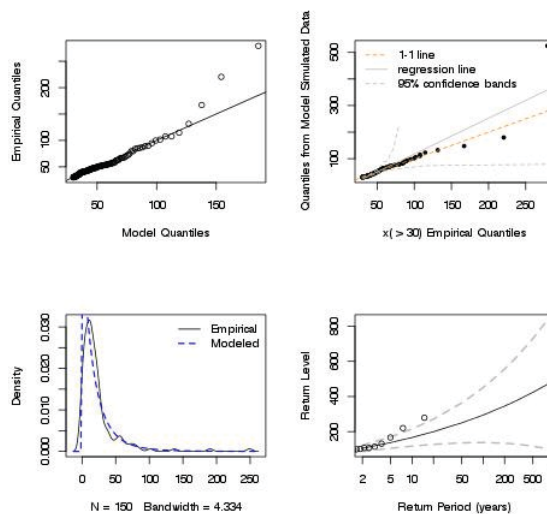 Empirical Quantiles
50 100 200
50 100 150
Model Quantiles
Quantiles from Model Simulated Data
100 300 500
1-1 line
regression line
95% confidence bands
50 100 150 200 250
x( > 30) Empirical Quantiles
Density
0.000 0.010 0.020 0.030
Empirical
Modeled
0 50 100 150 200 250
N = 150 Bandwidth = 4.334
Return Level
200 400 600 800
2 5 10 50 200 500
Return Period (years)